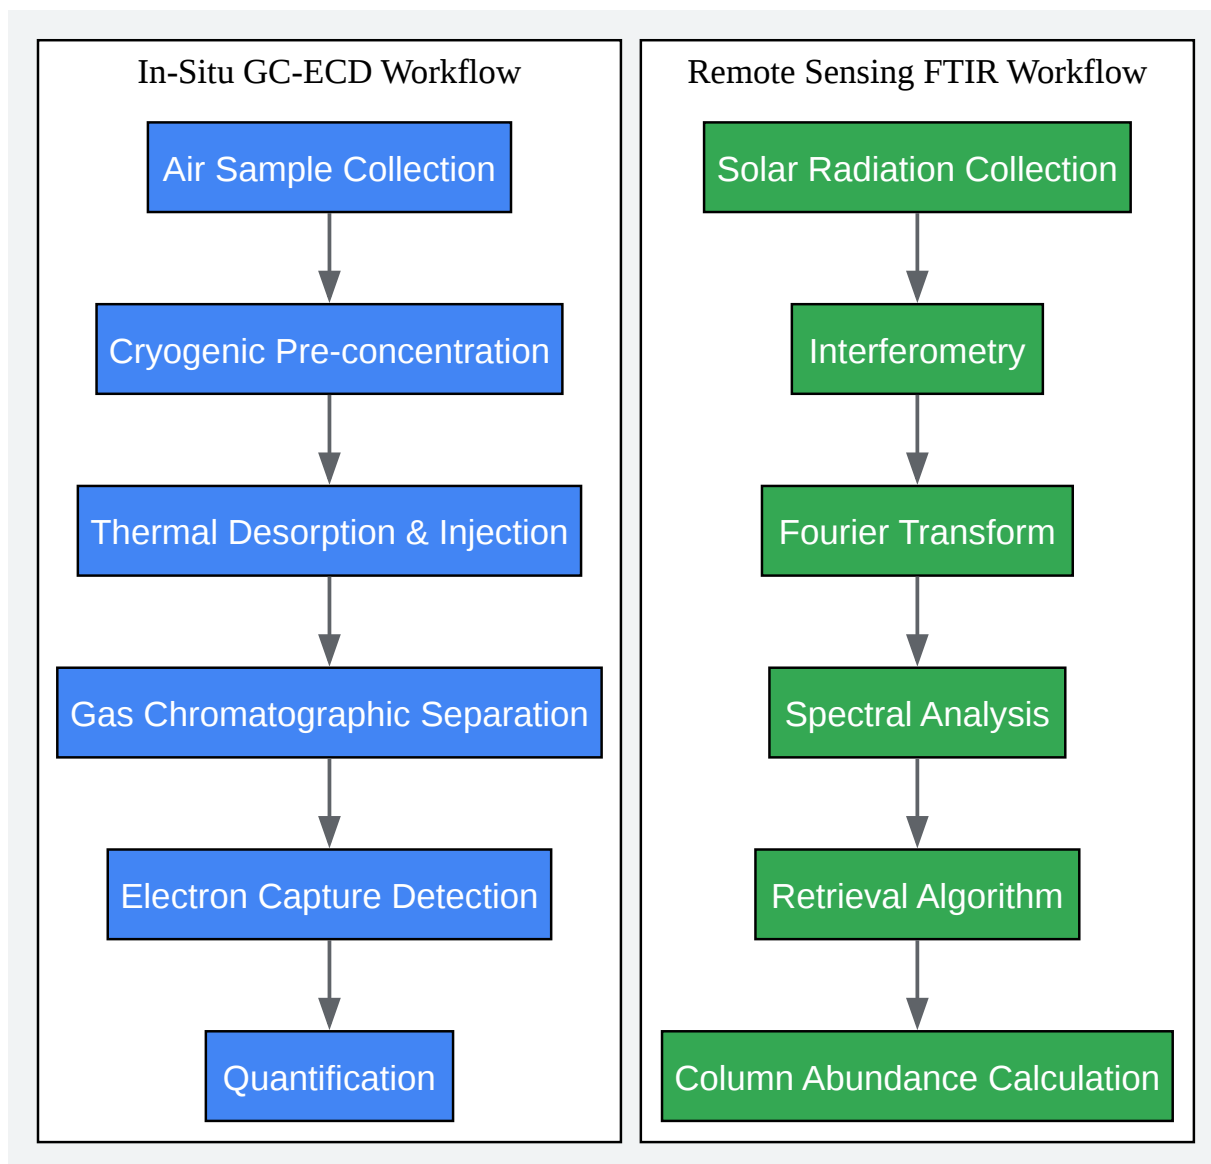 In-Situ GC-ECD Workflow
Air Sample Collection
Cryogenic Pre-concentration
Thermal Desorption & Injection
Gas Chromatographic Separation
Electron Capture Detection
Quantification
Remote Sensing FTIR Workflow
Solar Radiation Collection
Interferometry
Fourier Transform
Spectral Analysis
Retrieval Algorithm
Column Abundance Calculation